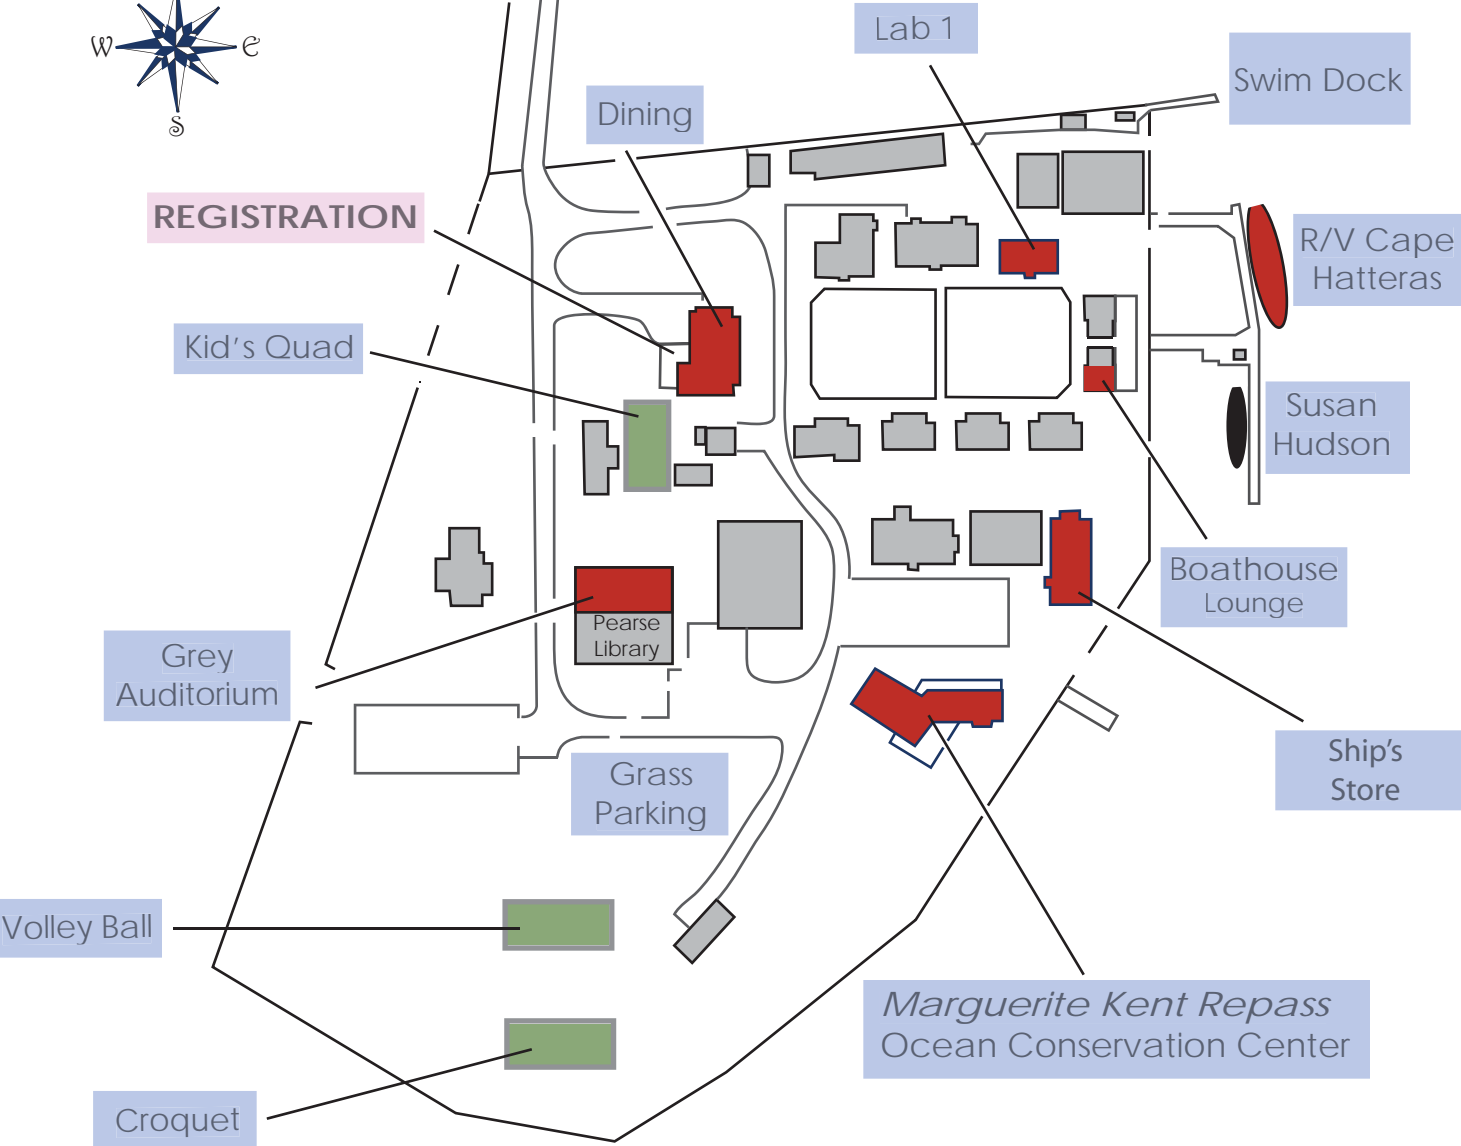 Lab 1
Swim Dock
W
e
S
Dining
REGISTRATION
R/V Cape
Hatteras
Kid's Quad
Susan
Hudson
Boathouse
Lounge
Pearse
Library
Grey
Auditorium
Ship's
Store
Grass
Parking
Volley Ball
Marguerite Kent Repass
Ocean Conservation Center
Croquet